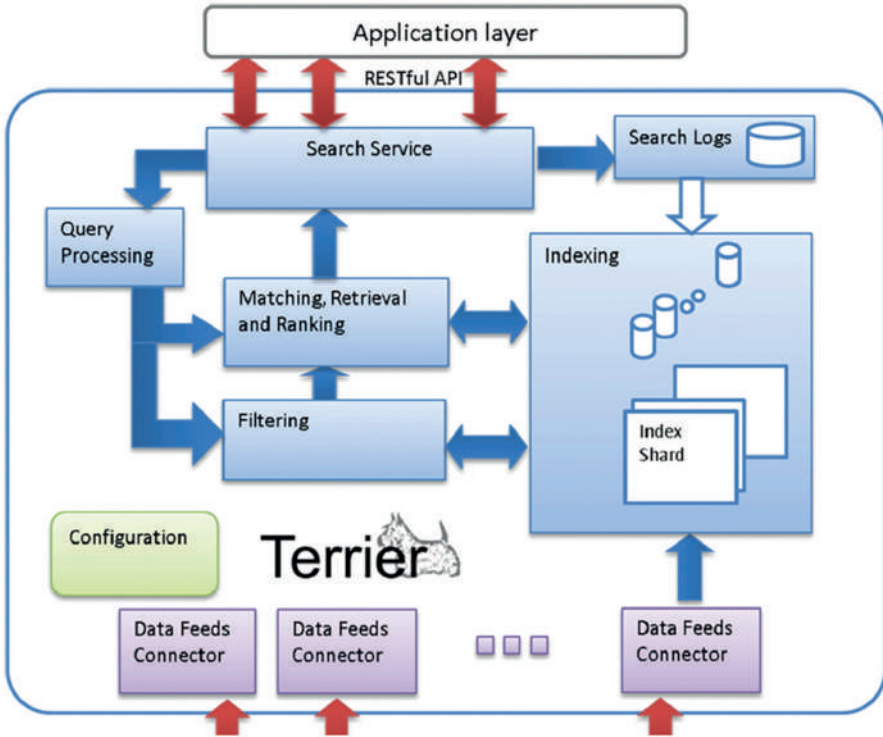 Application layer
RESTful API
Search Service
Search Logs
Query
Processing
Indexing
Matching, Retrieval
and Ranking
Filtering
Index
Shard
Configuration
Terrier
Data Feeds
Connector
Data Feeds
Connector
Data Feeds
Connector